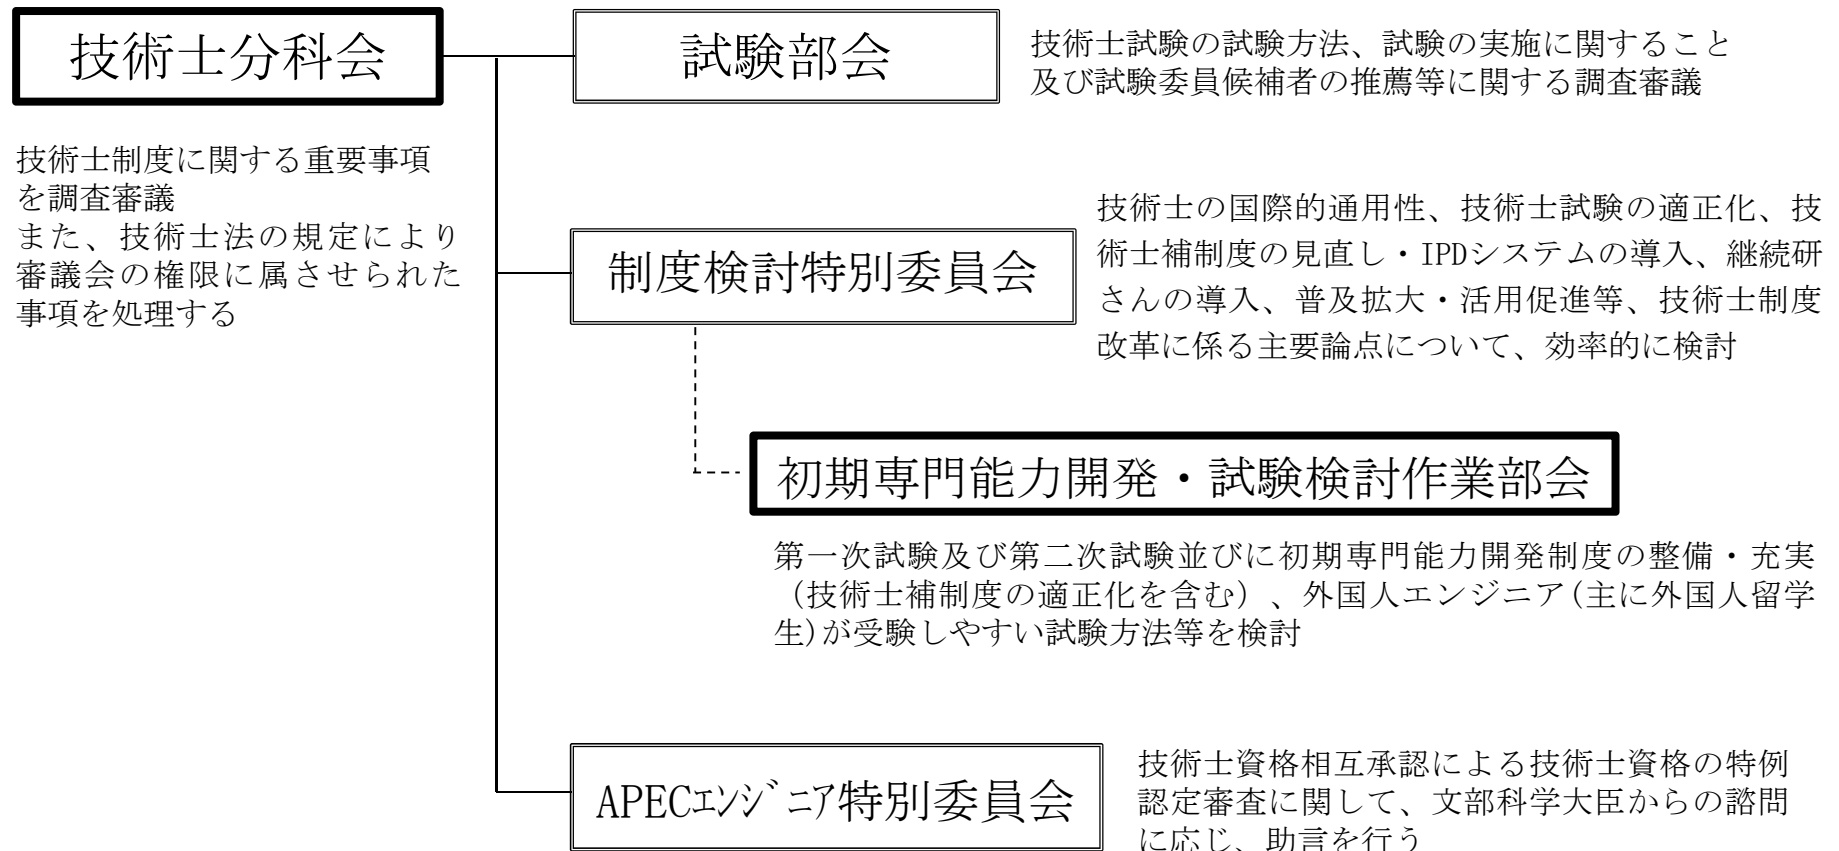 技術士分科会
技術士制度に関する重要事項
を調査審議
また、技術士法の規定により
審議会の権限に属させられた
事項を処理する
試験部会
技術士試験の試験方法、試験の実施に関すること
及び試験委員候補者の推薦等に関する調査審議
制度検討特別委員会
技術士の国際的通用性、技術士試験の適正化、技
術士補制度の見直し・IPDシステムの導入、継続研
さんの導入、普及拡大・活用促進等、技術士制度
改革に係る主要論点について、効率的に検討
初期専門能力開発・試験検討作業部会
第一次試験及び第二次試験並びに初期専門能力開発制度の整備・充実
（技術士補制度の適正化を含む）、外国人エンジニア(主に外国人留学
生)が受験しやすい試験方法等を検討
APECｴﾝｼﾞﾆｱ特別委員会
技術士資格相互承認による技術士資格の特例
認定審査に関して、文部科学大臣からの諮問
に応じ、助言を行う